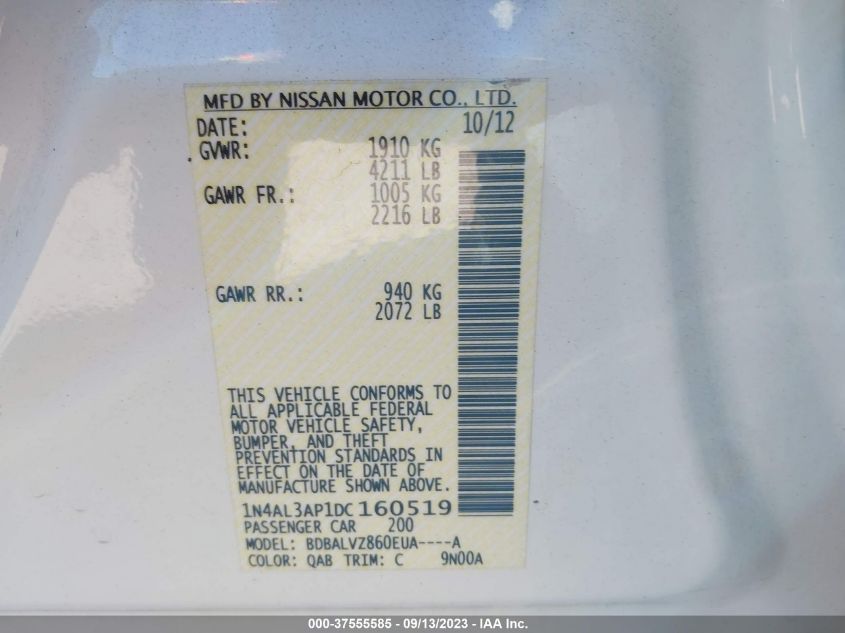 MFD BY NISSAN MOTOR CO., LTD.
DATE: 10/12
GVWR: 1910 KG
4211 LB
GAWR FR.: 1005 KG
2216 LB
GAWR RR.: 940 KG
2072 LB
THIS VEHICLE CONFORMS TO
ALL APPLICABLE FEDERAL
MOTOR VEHICLE SAFETY,
BUMPER, AND THEFT
PREVENTION STANDARDS IN
EFFECT ON THE DATE OF
MANUFACTURE SHOWN ABOVE.
1N4AL3AP1DC160519
PASSENGER CAR 200
MODEL: BDBALVZ860EUA----A
COLOR: QAB TRIM: C 9N00A
000-37555585 - 09/13/2023 - IAA Inc.